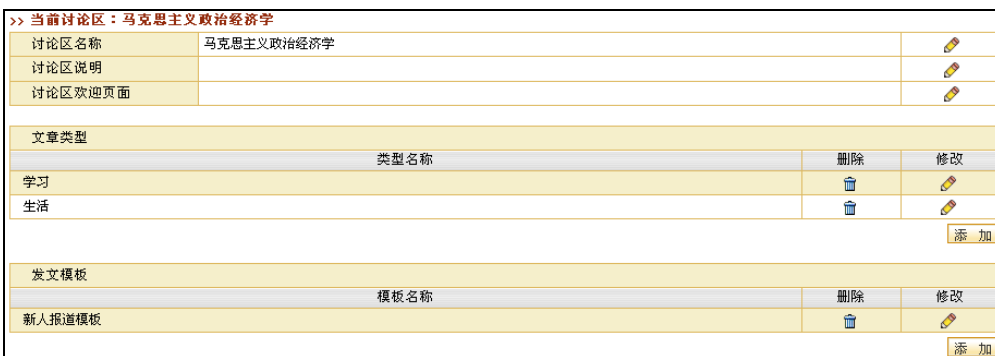 >> 当前讨论区：马克思主义政治经济学
讨论区名称 马克思主义政治经济学
讨论区说明
讨论区欢迎页面
文章类型
类型名称 删除 修改
学习
生活
添 加
发文模板
模板名称 删除 修改
新人报道模板
添 加